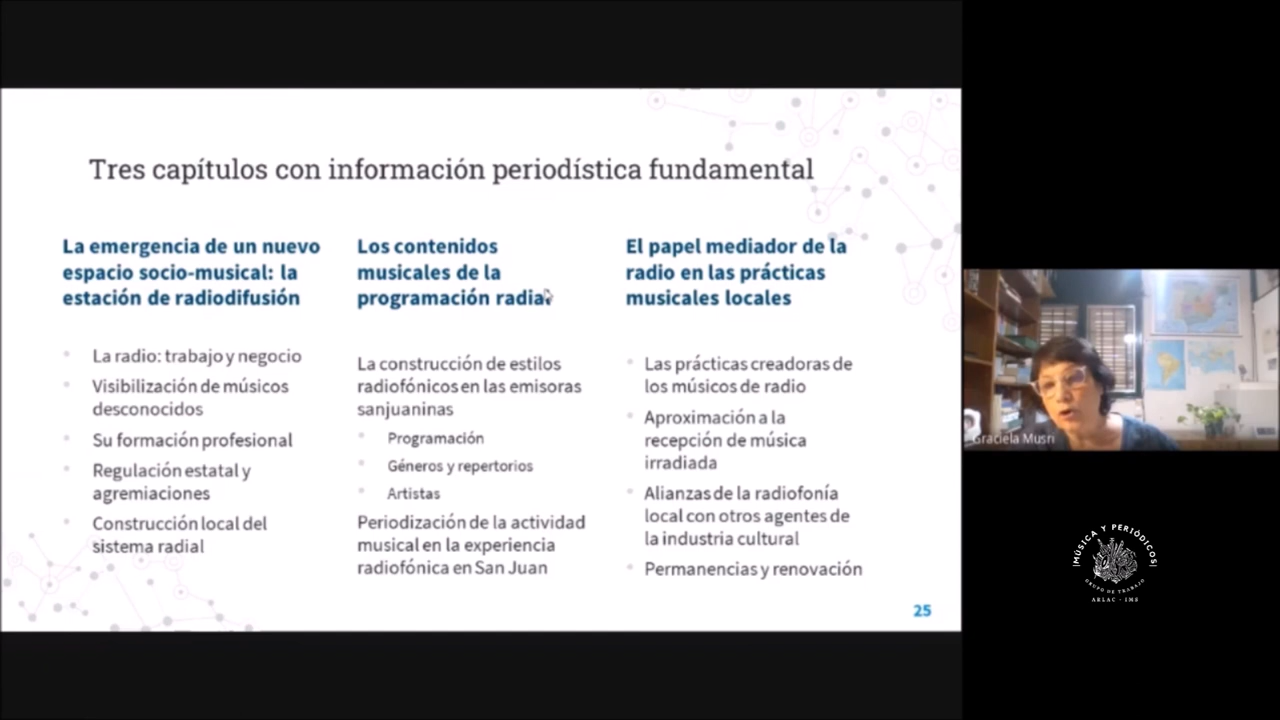 Tres capítulos con información periodística fundamental
La emergencia de un nuevo
espacio socio-musical: la
estación de radiodifusión
La radio: trabajo y negocio
Visibilización de músicos
desconocidos
Su formación profesional
Regulación estatal y
agremiaciones
Construcción local del
sistema radial
Los contenidos
musicales de la
programación radial
La construcción de estilos
radiofónicos en las emisoras
sanjuaninas
Programación
Géneros y repertorios
Artistas
Periodización de la actividad
musical en la experiencia
radiofónica en San Juan
El papel mediador de la
radio en las prácticas
musicales locales
Las prácticas creadoras de
los músicos de radio
Aproximación a la
recepción de música
irradiada
Alianzas de la radiofonía
local con otros agentes de
la industria cultural
Permanencias y renovación
25
Graciela Musri
MÚSICA Y PERIÓDICOS
GRUPO DE TRABAJO
ARLAC - IMS